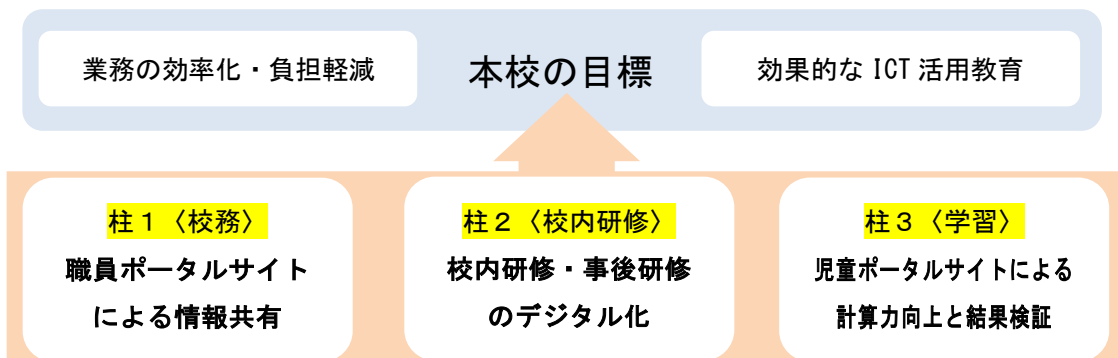 業務の効率化・負担軽減
本校の目標
効果的な ICT 活用教育
柱１〈校務〉
職員ポータルサイト
による情報共有
柱２〈校内研修〉
校内研修・事後研修
のデジタル化
柱３〈学習〉
児童ポータルサイトによる
計算力向上と結果検証